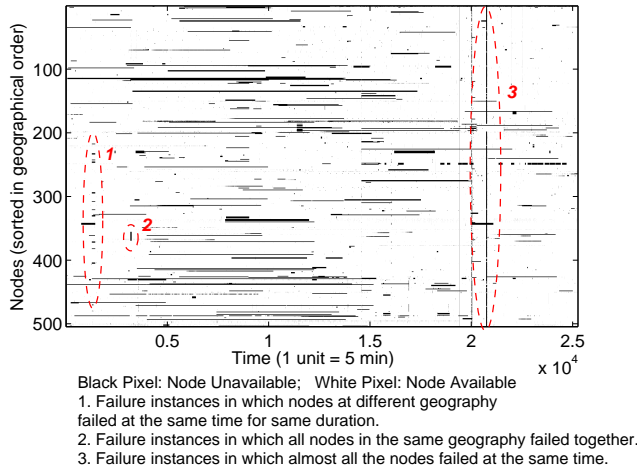 100
200
300
400
500
Nodes (sorted in geographical order)
1
2
3
0.5 1 1.5 2 2.5
Time (1 unit = 5 min)
x 10^4
Black Pixel: Node Unavailable; White Pixel: Node Available
1. Failure instances in which nodes at different geography
failed at the same time for same duration.
2. Failure instances in which all nodes in the same geography failed together.
3. Failure instances in which almost all the nodes failed at the same time.